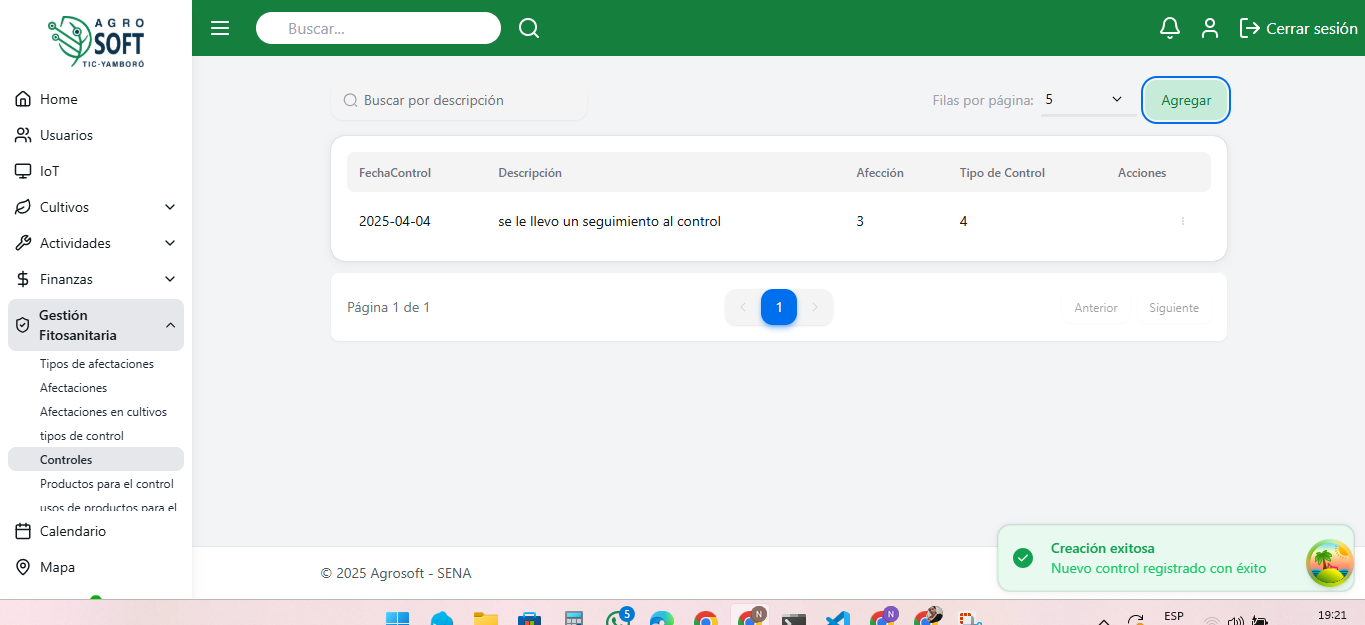 AGRO
SOFT
TIC-YAMBORÓ
Buscar...
Cerrar sesión
Home
Usuarios
IoT
Cultivos
Actividades
Finanzas
Gestión
Fitosanitaria
Tipos de afectaciones
Afectaciones
Afectaciones en cultivos
tipos de control
Controles
Productos para el control
usos de productos para el
Calendario
Mapa
Buscar por descripción
Filas por página: 5
Agregar
FechaControl Descripción Afección Tipo de Control Acciones
2025-04-04 se le llevo un seguimiento al control 3 4
Página 1 de 1
1
Anterior Siguiente
Creación exitosa
Nuevo control registrado con éxito
© 2025 Agrosoft - SENA
5
N
N
ESP
19:21